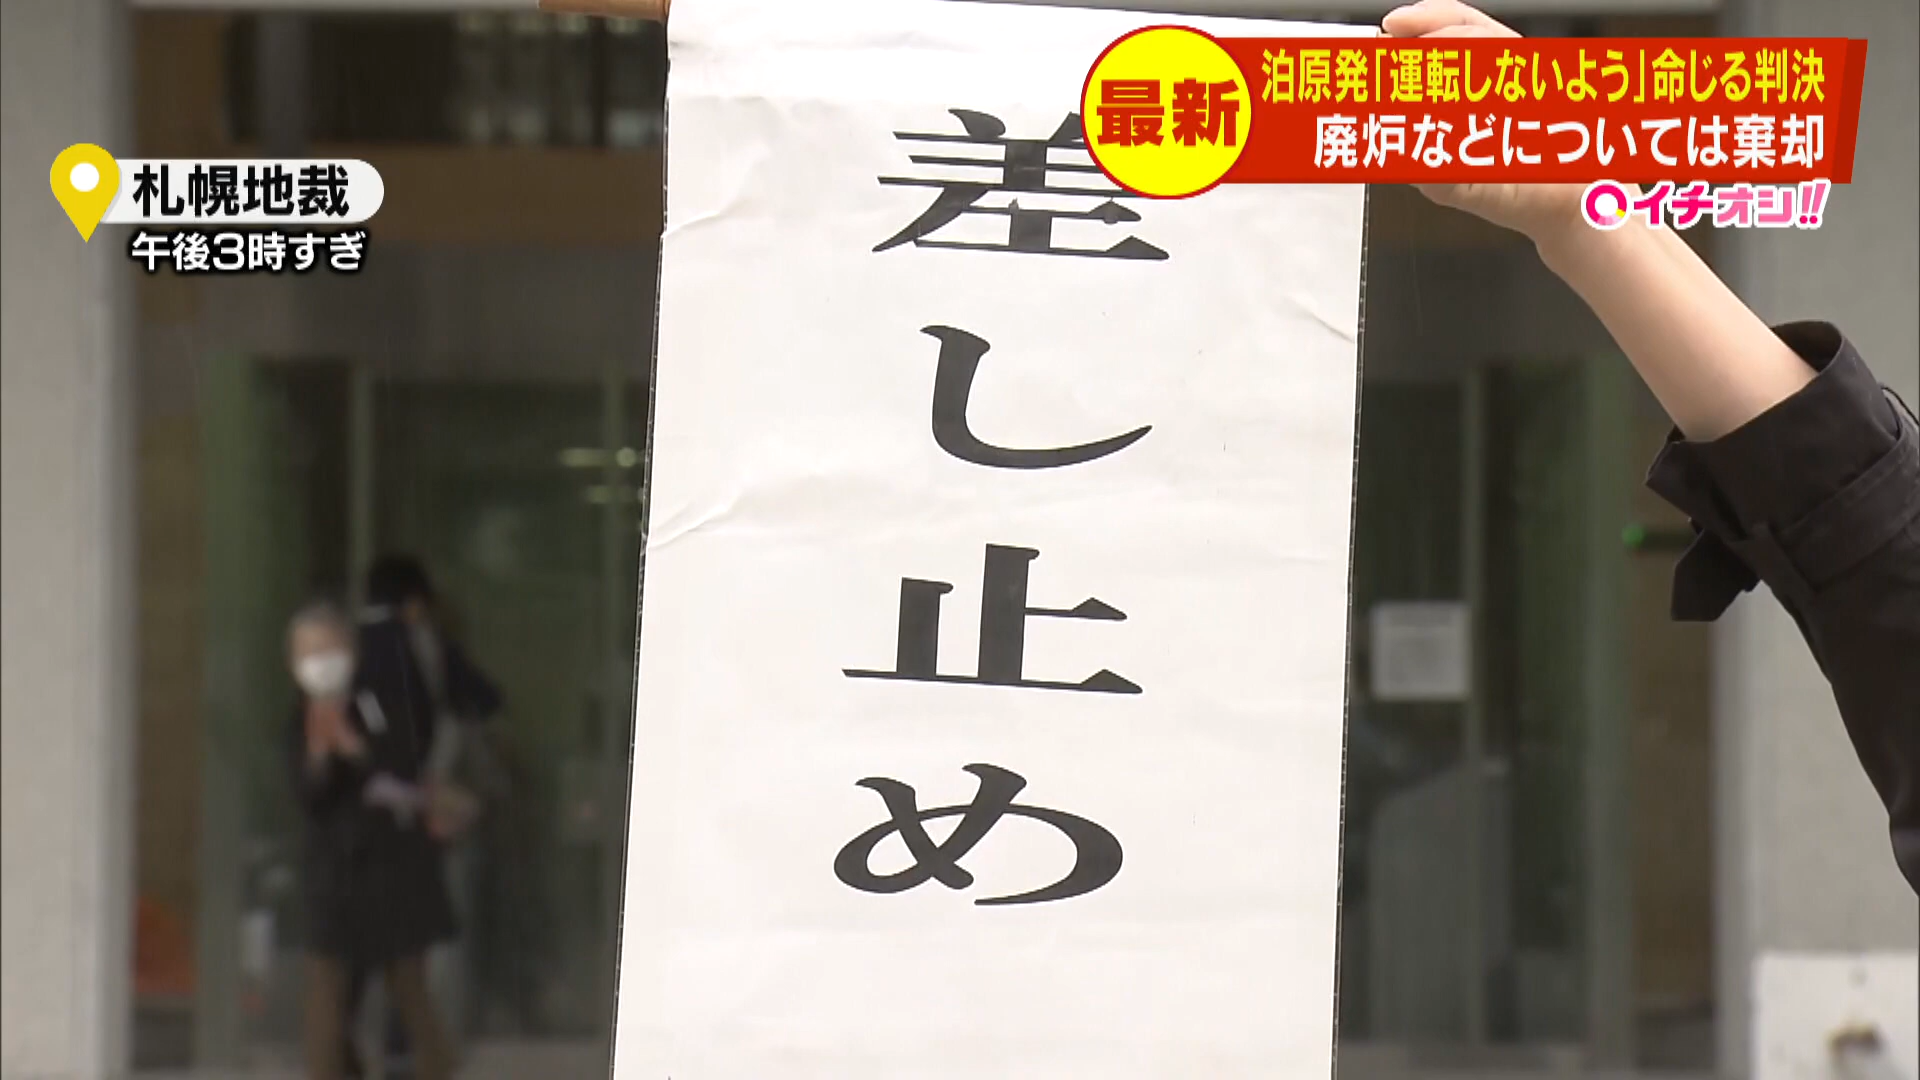 最新
泊原発「運転しないよう」命じる判決
廃炉などについては棄却
イチオシ!!
札幌地裁
午後3時すぎ
差し止め